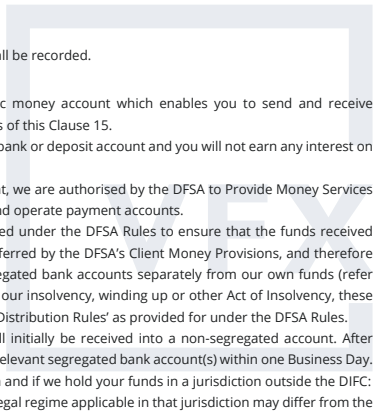 ll be recorded.
c money account which enables you to send and receive
s of this Clause 15.
bank or deposit account and you will not earn any interest on
t, we are authorised by the DFSA to Provide Money Services
nd operate payment accounts.
ed under the DFSA Rules to ensure that the funds received
ferred by the DFSA's Client Money Provisions, and therefore
egated bank accounts separately from our own funds (refer
our insolvency, winding up or other Act of Insolvency, these
Distribution Rules' as provided for under the DFSA Rules.
ll initially be received into a non-segregated account. After
elevant segregated bank account(s) within one Business Day.
and if we hold your funds in a jurisdiction outside the DIFC:
egal regime applicable in that jurisdiction may differ from the
VFX